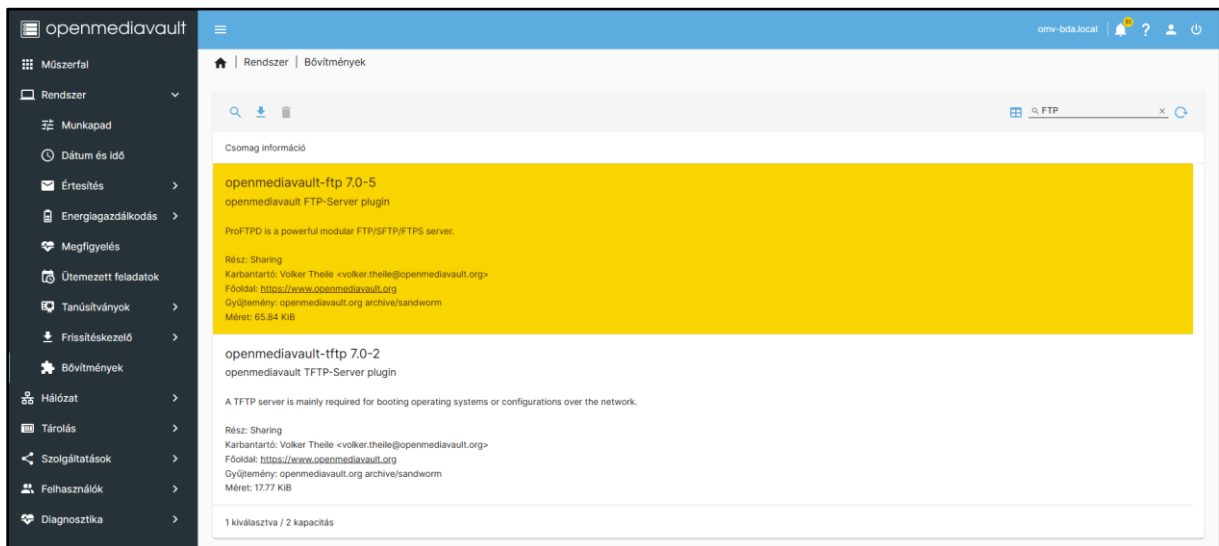 openmediavault
omv-bda.local
81
?
Műszerfal
Rendszer
Munkapad
Dátum és idő
Értesítés
Energiagazdálkodás
Megfigyelés
Ütemezett feladatok
Tanúsítványok
Frissítéskezelő
Bővítmények
Hálózat
Tárolás
Szolgáltatások
Felhasználók
Diagnosztika
| Rendszer | Bővítmények
FTP
Csomag információ
openmediavault-ftp 7.0-5
openmediavault FTP-Server plugin
ProFTPD is a powerful modular FTP/SFTP/FTPS server.
Rész: Sharing
Karbantartó: Volker Theile <volker.theile@openmediavault.org>
Főoldal: https://www.openmediavault.org
Gyűjtemény: openmediavault.org archive/sandworm
Méret: 65.84 KiB
openmediavault-tftp 7.0-2
openmediavault TFTP-Server plugin
A TFTP server is mainly required for booting operating systems or configurations over the network.
Rész: Sharing
Karbantartó: Volker Theile <volker.theile@openmediavault.org>
Főoldal: https://www.openmediavault.org
Gyűjtemény: openmediavault.org archive/sandworm
Méret: 17.77 KiB
1 kiválasztva / 2 kapacitás